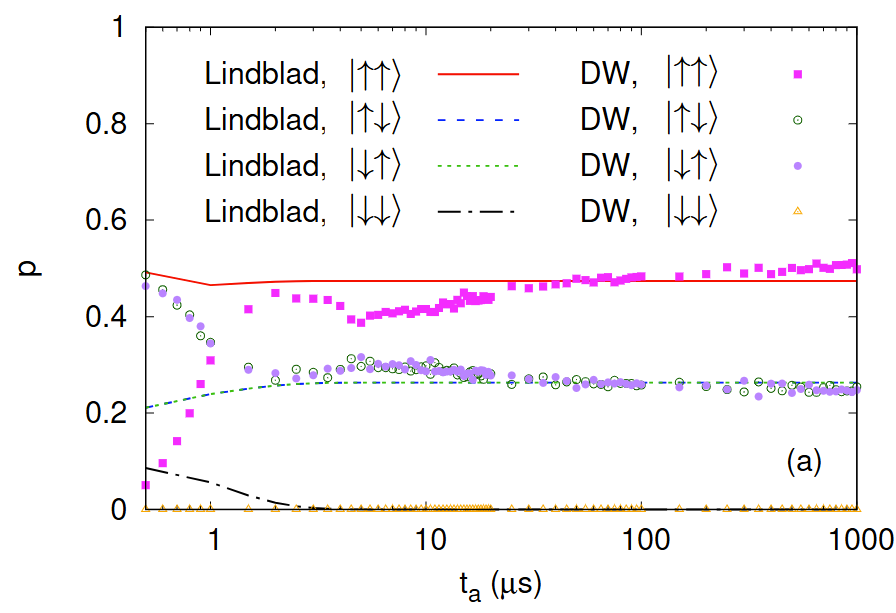 p
1
0.8
0.6
0.4
0.2
0
Lindblad, |↑↑⟩ DW, |↑↑⟩
Lindblad, |↑↓⟩ DW, |↑↓⟩
Lindblad, |↓↑⟩ DW, |↓↑⟩
Lindblad, |↓↓⟩ DW, |↓↓⟩
(a)
1 10 100 1000
tₐ (μs)